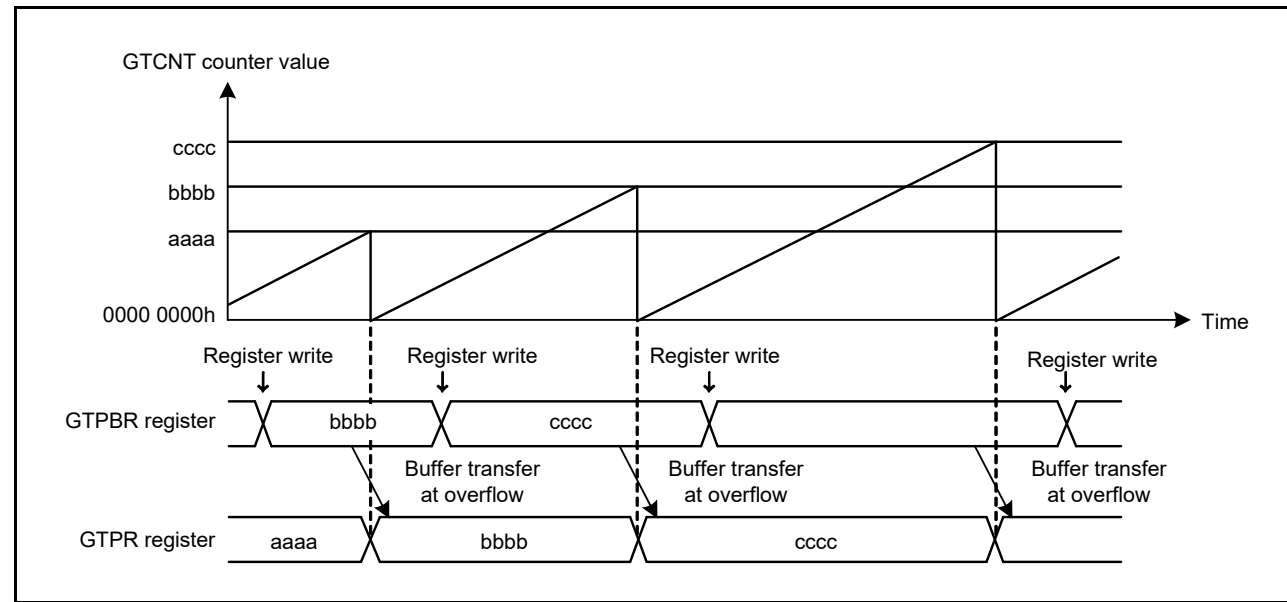 GTCNT counter value
cccc
bbbb
aaaa
0000 0000h
Time
Register write
Register write
Register write
Register write
GTPBR register
bbbb
cccc
Buffer transfer
at overflow
Buffer transfer
at overflow
Buffer transfer
at overflow
GTPR register
aaaa
bbbb
cccc